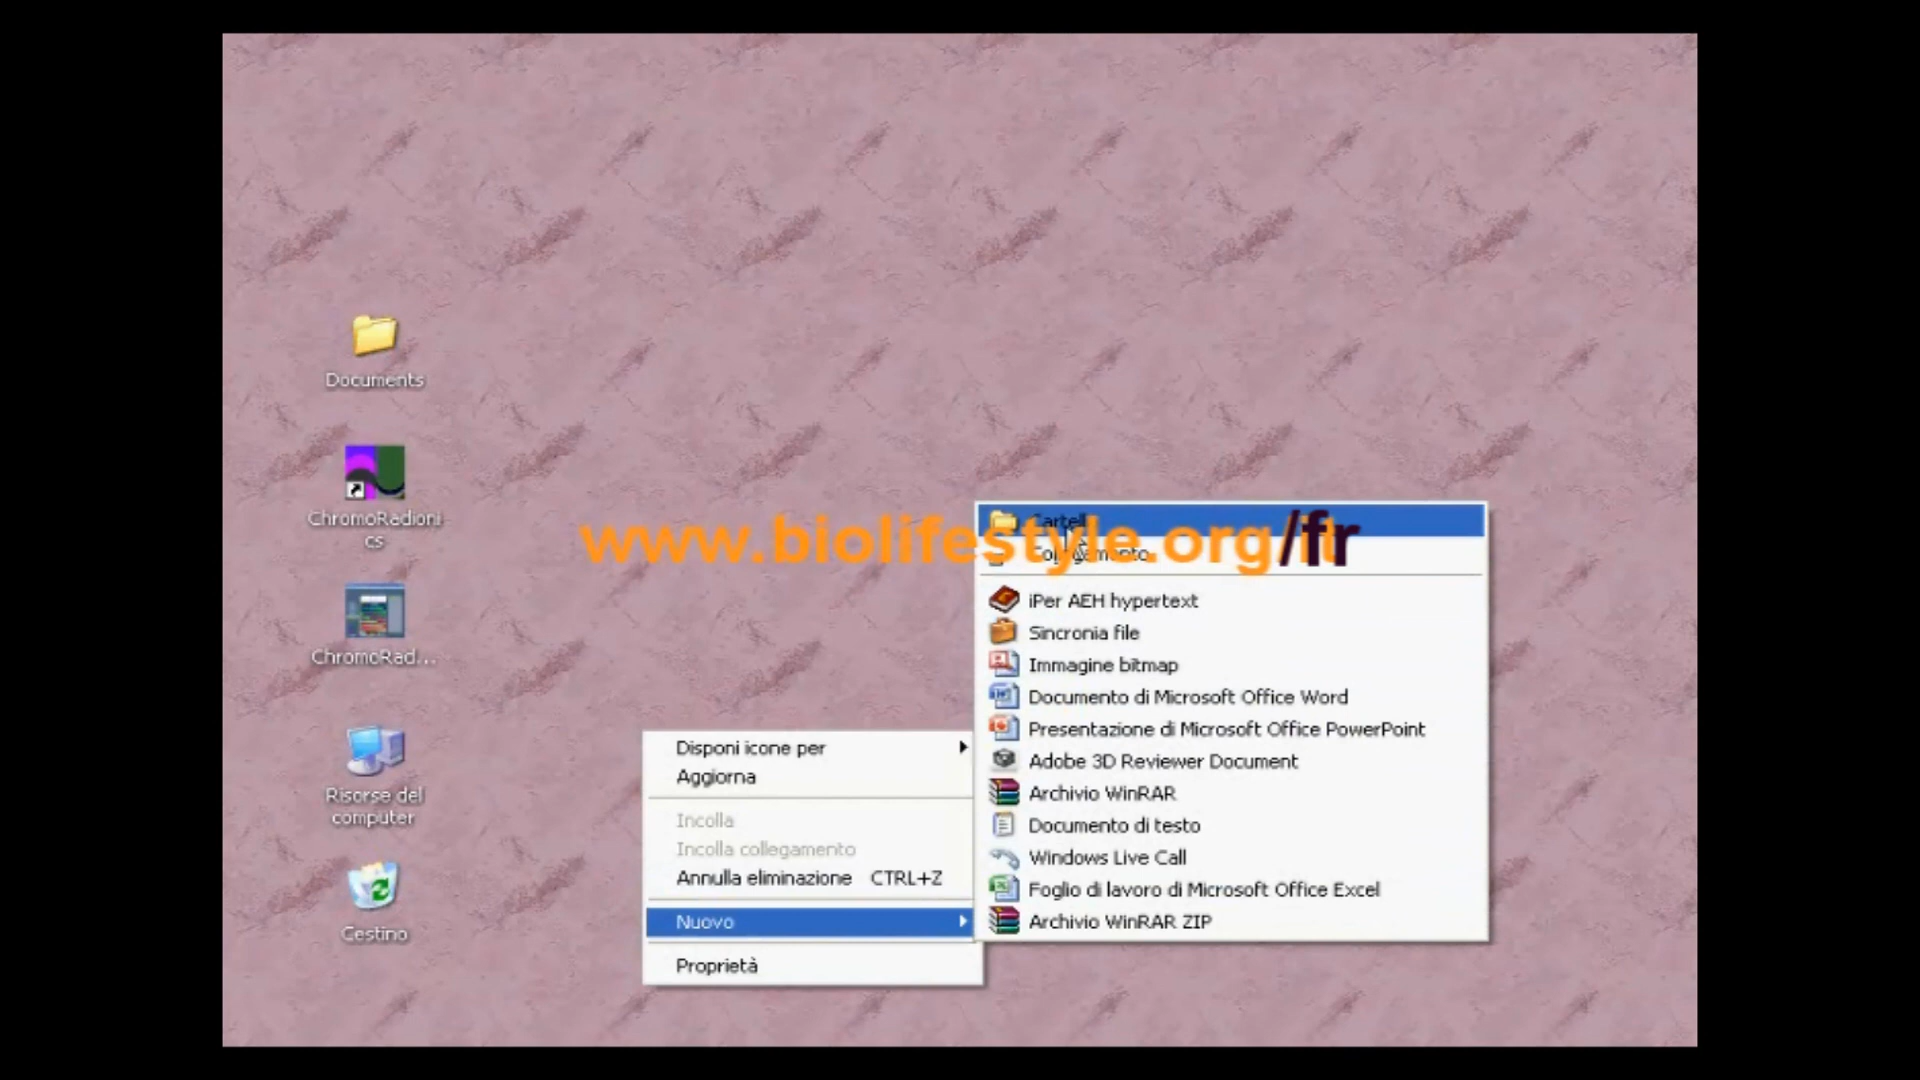 Documents
ChromoRadioni
cs
ChromoRad...
Risorse del
computer
Cestino
Disponi icone per
Aggiorna
Incolla
Incolla collegamento
Annulla eliminazione CTRL+Z
Nuovo
Proprietà
www.biolifestyle.org/fr
iPer AEH hypertext
Sincronia file
Immagine bitmap
Documento di Microsoft Office Word
Presentazione di Microsoft Office PowerPoint
Adobe 3D Reviewer Document
Archivio WinRAR
Documento di testo
Windows Live Call
Foglio di lavoro di Microsoft Office Excel
Archivio WinRAR ZIP